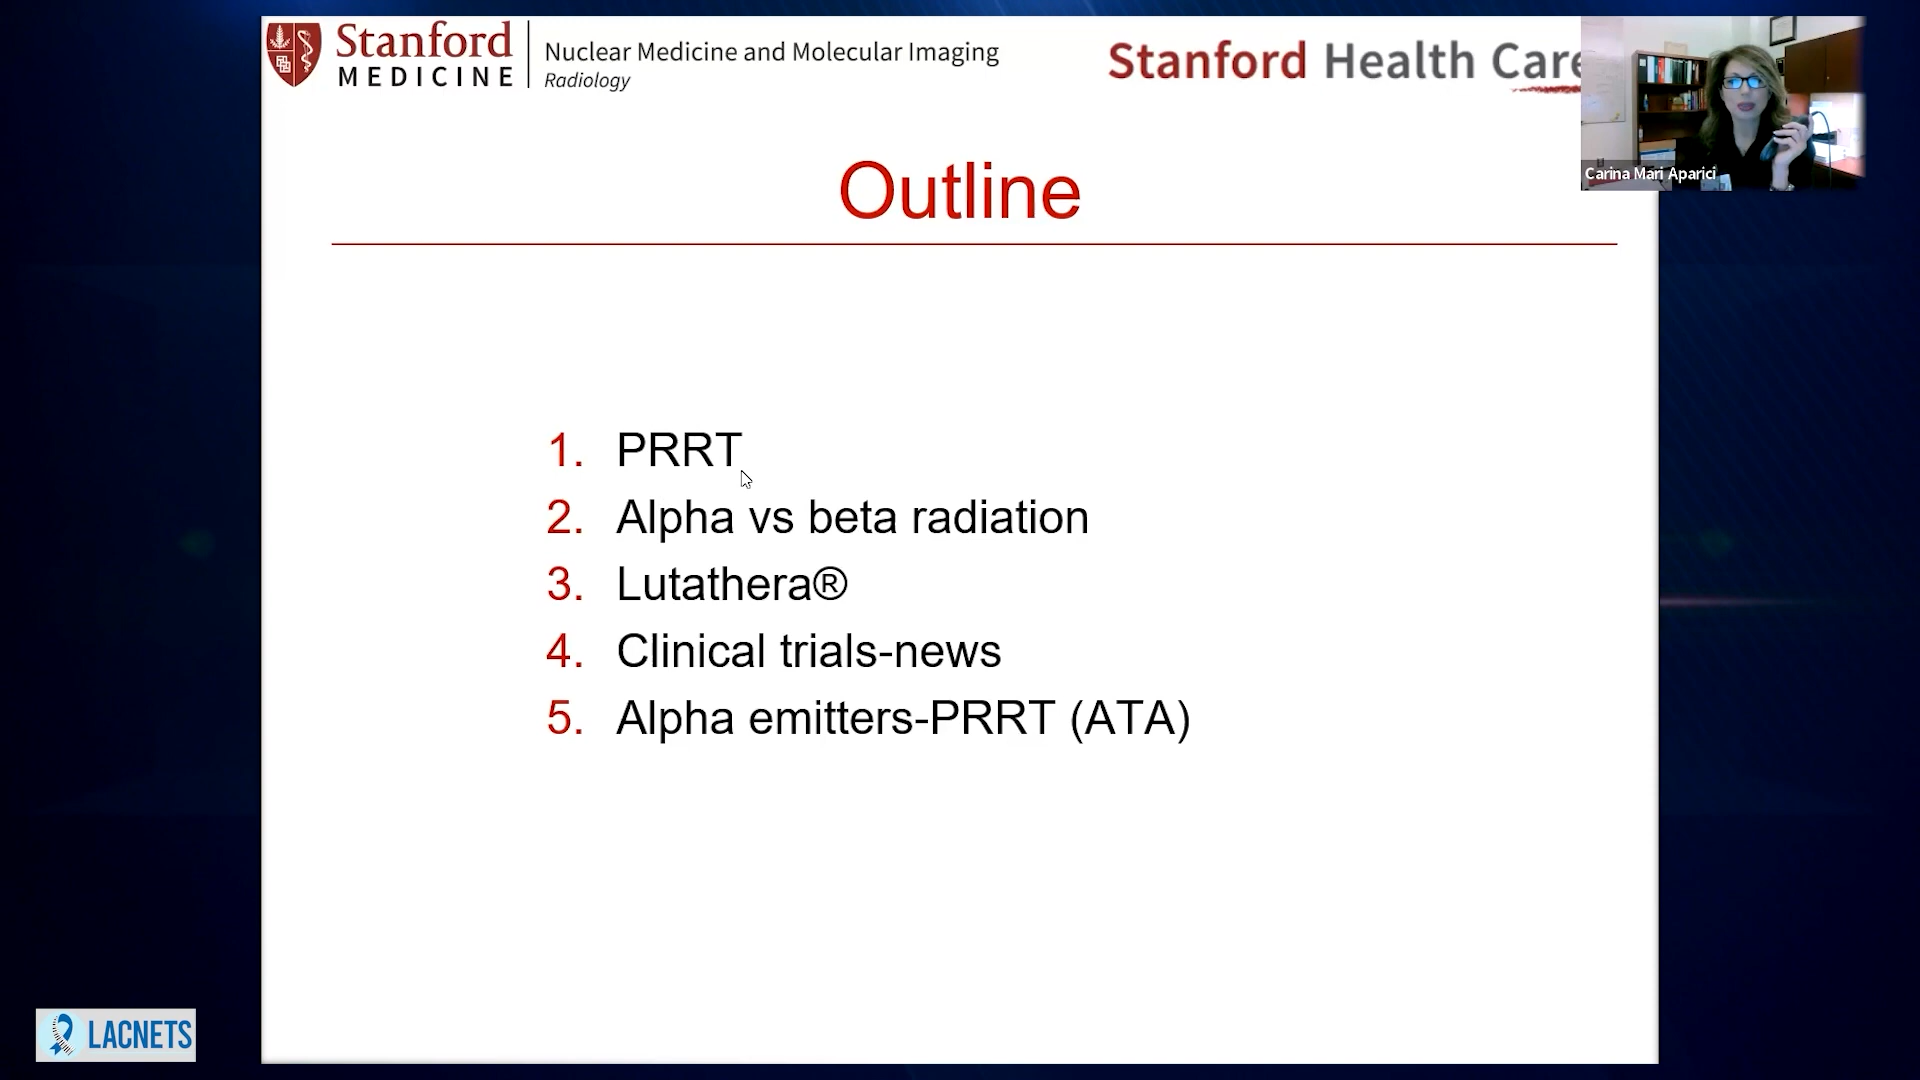 Stanford
MEDICINE
Nuclear Medicine and Molecular Imaging
Radiology
Stanford Health Care
Carina Mari Aparici
Outline
1. PRRT
2. Alpha vs beta radiation
3. Lutathera®
4. Clinical trials-news
5. Alpha emitters-PRRT (ATA)
LACNETS